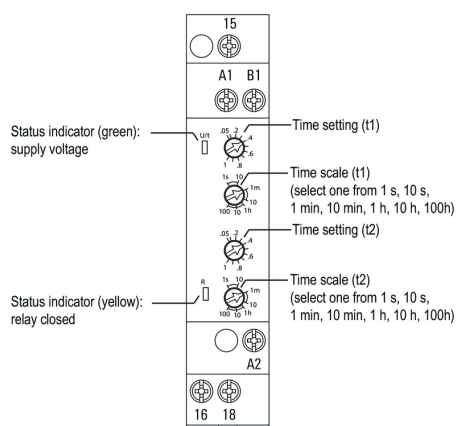 15
A1 B1
Status indicator (green):
supply voltage
U/t
.05 .2 .4 .6 .8 1
Time setting (t1)
1s 10 1m 10 1h 10 100
Time scale (t1)
(select one from 1 s, 10 s,
1 min, 10 min, 1 h, 10 h, 100h)
.05 .2 .4 .6 .8 1
Time setting (t2)
Status indicator (yellow):
relay closed
R
1s 10 1m 10 1h 10 100
Time scale (t2)
(select one from 1 s, 10 s,
1 min, 10 min, 1 h, 10 h, 100h)
A2
16 18